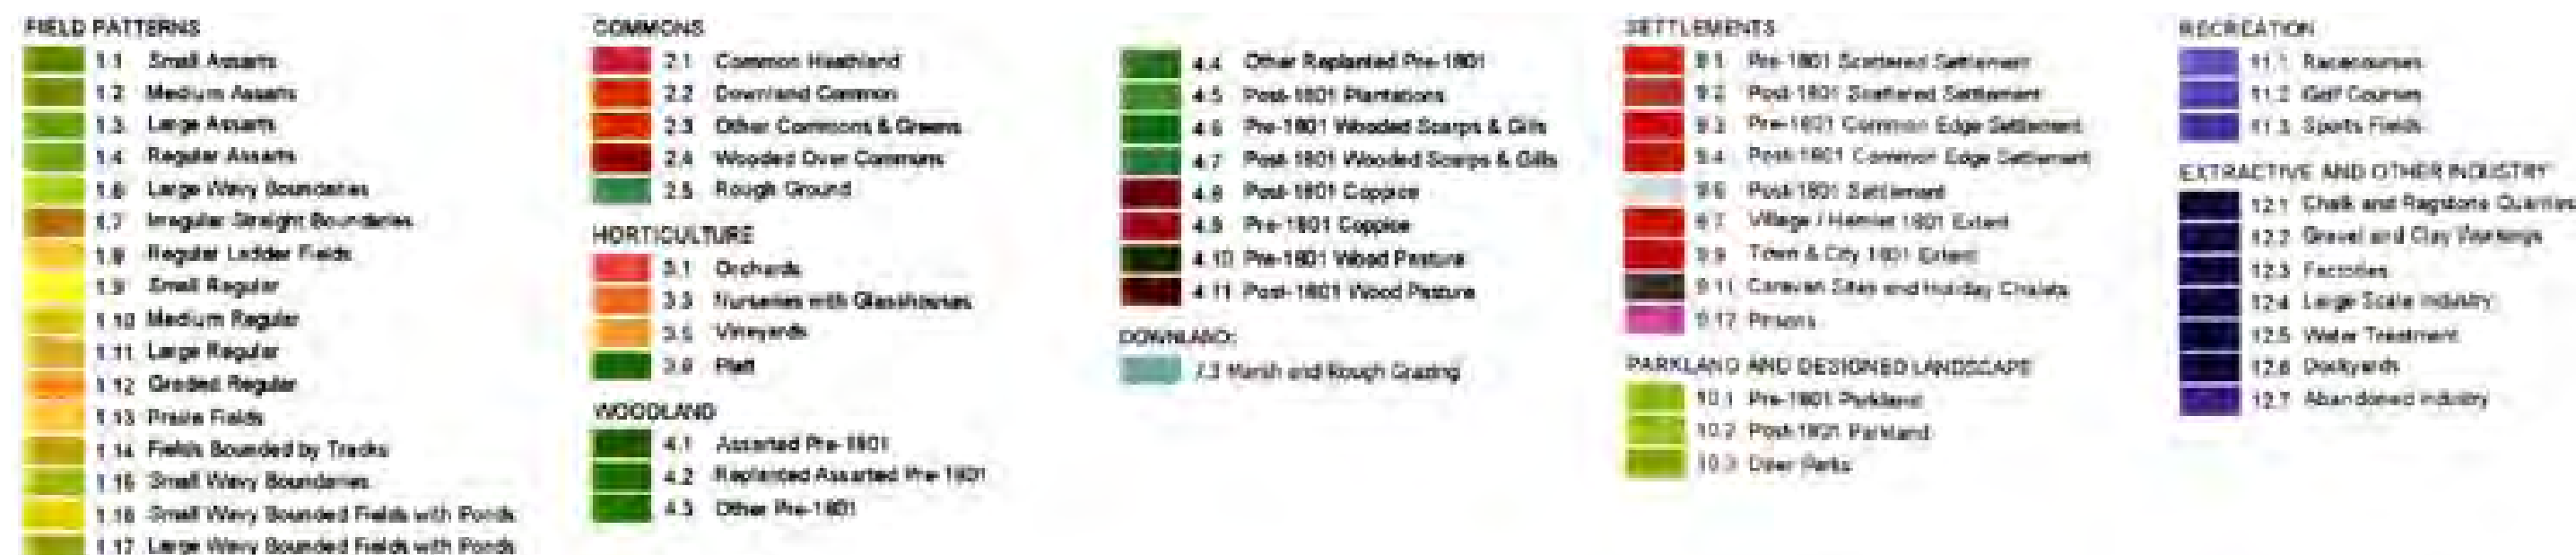 FIELD PATTERNS
1.1 Small Assarts
1.2 Medium Assarts
1.3 Large Assarts
1.4 Regular Assarts
1.6 Large Wavy Boundaries
1.7 Irregular Straight Boundaries
1.8 Regular Ladder Fields
1.9 Small Regular
1.10 Medium Regular
1.11 Large Regular
1.12 Graded Regular
1.13 Prairie Fields
1.14 Fields Bounded by Tracks
1.15 Small Wavy Boundaries
1.16 Small Wavy Bounded Fields with Ponds
1.17 Large Wavy Bounded Fields with Ponds
COMMONS
2.1 Common Heathland
2.2 Downland Common
2.3 Other Commons & Greens
2.4 Wooded Over Commons
2.5 Rough Ground
HORTICULTURE
3.1 Orchards
3.3 Nurseries with Glasshouses
3.5 Vineyards
Platt
WOODLAND
4.1 Assarted Pre-1801
4.2 Replanted Assarted Pre-1801
4.3 Other Pre-1801
4.4 Other Replanted Pre-1801
4.5 Post-1801 Plantations
4.6 Pre-1801 Wooded Scarps & Gills
4.7 Post-1801 Wooded Scarps & Gills
4.8 Post-1801 Coppice
4.9 Pre-1801 Coppice
4.10 Pre-1801 Wood Pasture
4.11 Post-1801 Wood Pasture
DOWNLAND
Marsh and Rough Grazing
SETTLEMENTS
9.1 Pre-1801 Scattered Settlement
9.2 Post-1801 Scattered Settlement
9.3 Pre-1801 Common Edge Settlement
9.4 Post-1801 Common Edge Settlement
9.6 Post-1801 Settlement
9.7 Village / Hamlet 1801 Extent
9.9 Town & City 1801 Extent
9.11 Caravan Sites and Holiday Chalets
9.17 Prisons
PARKLAND AND DESIGNED LANDSCAPE
10.1 Pre-1801 Parkland
10.2 Post-1801 Parkland
10.3 Deer Parks
RECREATION
11.1 Racecourses
11.2 Golf Courses
11.3 Sports Fields
EXTRACTIVE AND OTHER INDUSTRY
12.1 Chalk and Ragstone Quarries
12.2 Gravel and Clay Workings
12.3 Factories
12.4 Large Scale Industry
12.5 Water Treatment
12.6 Dockyards
12.7 Abandoned Industry